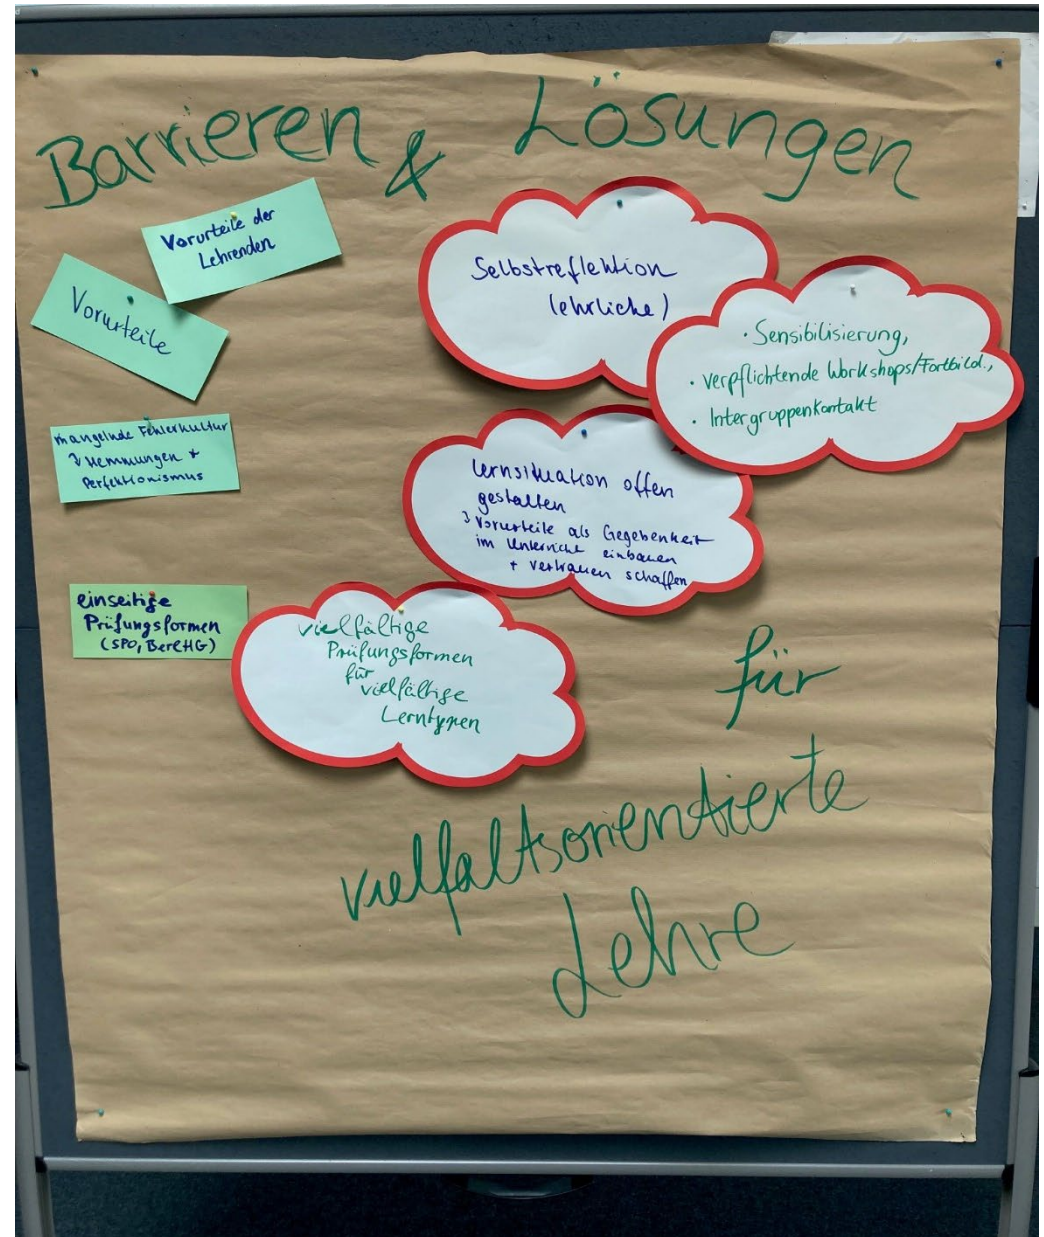 Barrieren & Lösungen
Vorurteile der
Lehrenden
Vorurteile
mangelnde Fehlerkultur
Hemmungen +
Perfektionismus
einseitige
Prüfungsformen
(SPO, BerlHG)
Selbstreflektion
(ehrliche)
· Sensibilisierung,
· verpflichtende Workshops/Fortbild.,
· Intergruppenkontakt
Lernsituation offen
gestalten
Vorurteile als Gegebenheit
im Unterricht einbauen
+ Vertrauen schaffen
vielfältige
Prüfungsformen
für
vielfältige
Lerntypen
für
vielfaltsorientierte
Lehre